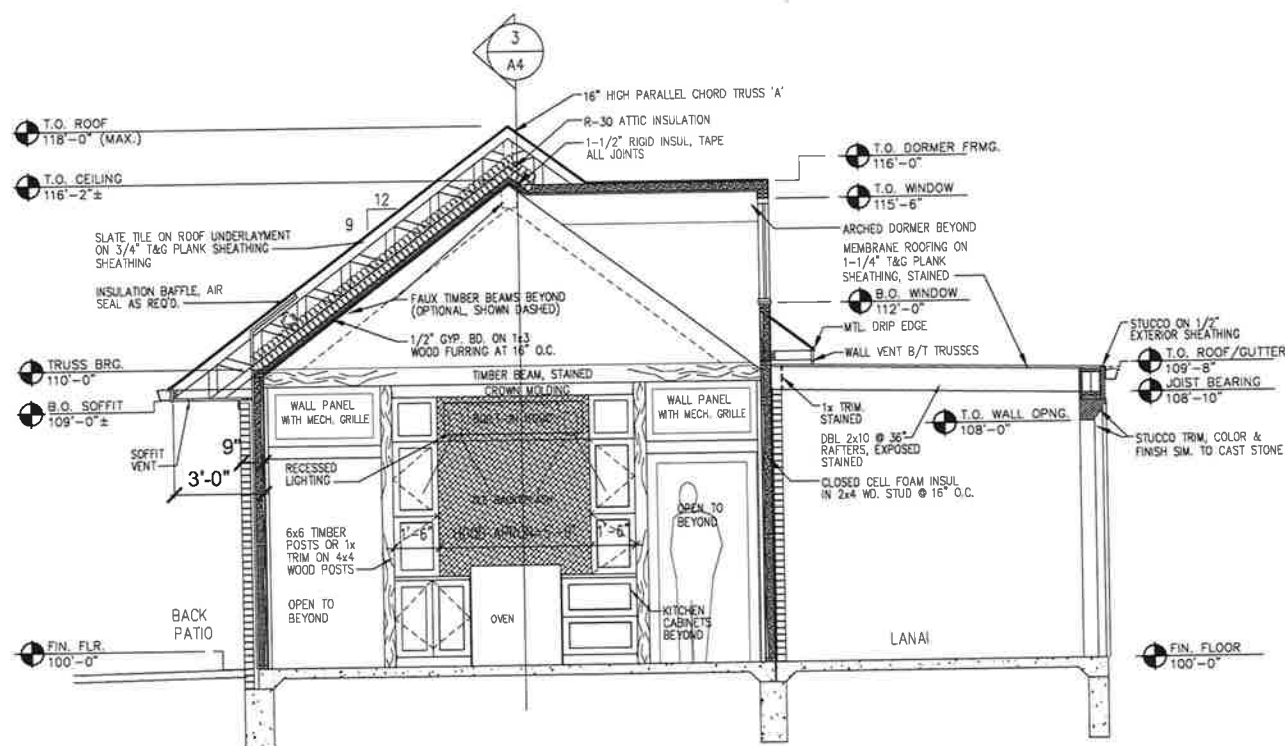 3
A4
16" HIGH PARALLEL CHORD TRUSS 'A'
R-30 ATTIC INSULATION
1-1/2" RIGID INSUL, TAPE
ALL JOINTS
T.O. ROOF
118'-0" (MAX.)
T.O. CEILING
116'-2"±
12
9
SLATE TILE ON ROOF UNDERLAYMENT
ON 3/4" T&G PLANK SHEATHING
SHEATHING
INSULATION BAFFLE, AIR
SEAL AS REQ'D.
FAUX TIMBER BEAMS BEYOND
(OPTIONAL, SHOWN DASHED)
1/2" GYP. BD. ON 1x3
WOOD FURRING AT 16" O.C.
T.O. DORMER FRMG.
116'-0"
T.O. WINDOW
115'-6"
ARCHED DORMER BEYOND
MEMBRANE ROOFING ON
1-1/4" T&G PLANK
SHEATHING, STAINED
B.O. WINDOW
112'-0"
MTL. DRIP EDGE
WALL VENT B/T TRUSSES
STUCCO ON 1/2"
EXTERIOR SHEATHING
T.O. ROOF/GUTTER
109'-8"
JOIST BEARING
108'-10"
TRUSS BRG.
110'-0"
B.O. SOFFIT
109'-0"±
SOFFIT
VENT
9"
3'-0"
TIMBER BEAM, STAINED
CROWN MOLDING
WALL PANEL
WITH MECH. GRILLE
WALL PANEL
WITH MECH. GRILLE
RECESSED
LIGHTING
1x TRIM.
STAINED
T.O. WALL OPNG.
108'-0"
DBL 2x10 @ 36"
RAFTERS, EXPOSED
STAINED
STUCCO TRIM, COLOR &
FINISH SIM. TO CAST STONE
CLOSED CELL FOAM INSUL
IN 2x4 WD. STUD @ 16" O.C.
OPEN TO
BEYOND
6x6 TIMBER
POSTS OR 1x
TRIM ON 4x4
WOOD POSTS
1'-6"
HOOD APRON
1'-6"
OPEN TO
BEYOND
OVEN
KITCHEN
CABINETS
BEYOND
BACK
PATIO
LANAI
FIN. FLR.
100'-0"
FIN. FLOOR
100'-0"